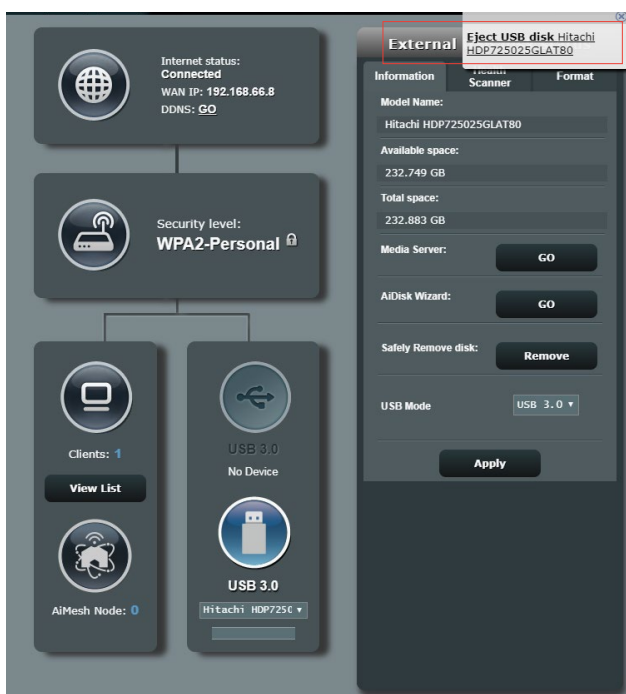 Internet status:
Connected
WAN IP: 192.168.66.8
DDNS: GO
Security level:
WPA2-Personal
Clients: 1
View List
AiMesh Node: 0
USB 3.0
No Device
USB 3.0
Hitachi HDP725(
External
Eject USB disk Hitachi
HDP725025GLAT80
Information
Health
Scanner
Format
Model Name:
Hitachi HDP725025GLAT80
Available space:
232.749 GB
Total space:
232.883 GB
Media Server:
GO
AiDisk Wizard:
GO
Safely Remove disk:
Remove
USB Mode
USB 3.0
Apply